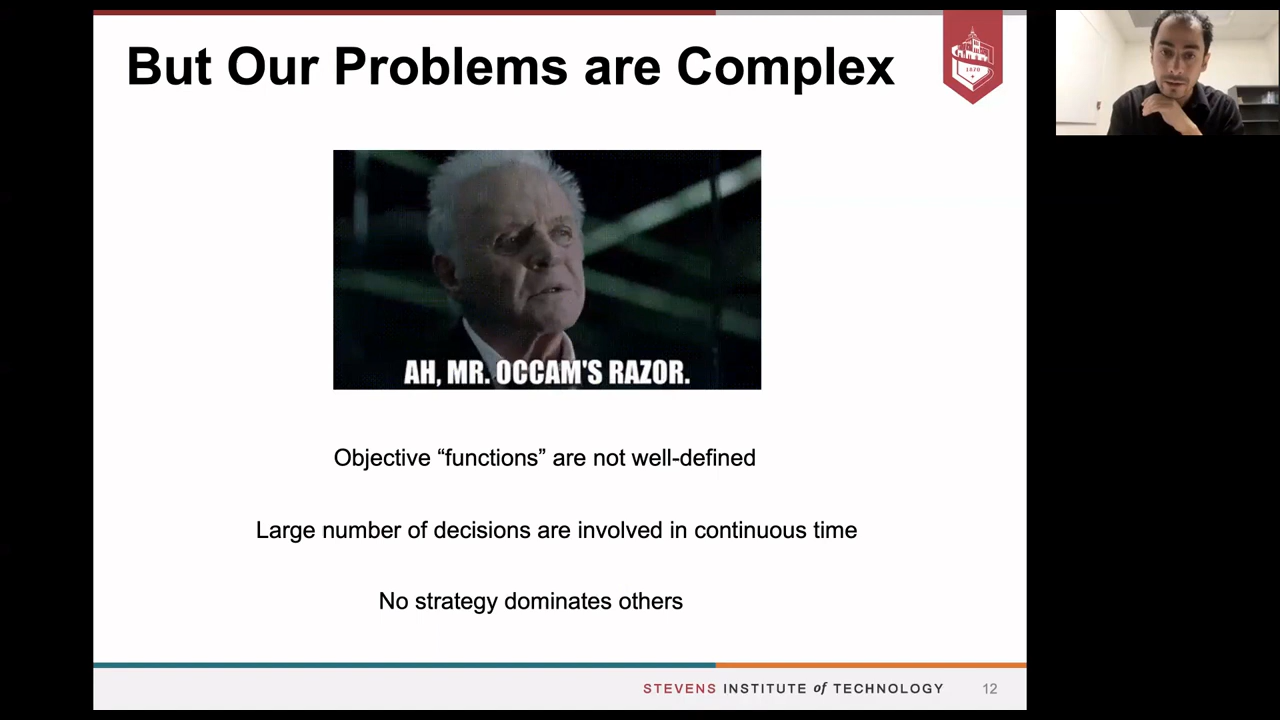 But Our Problems are Complex
1870
AH, MR. OCCAM'S RAZOR.
Objective “functions” are not well-defined
Large number of decisions are involved in continuous time
No strategy dominates others
STEVENS INSTITUTE of TECHNOLOGY 12